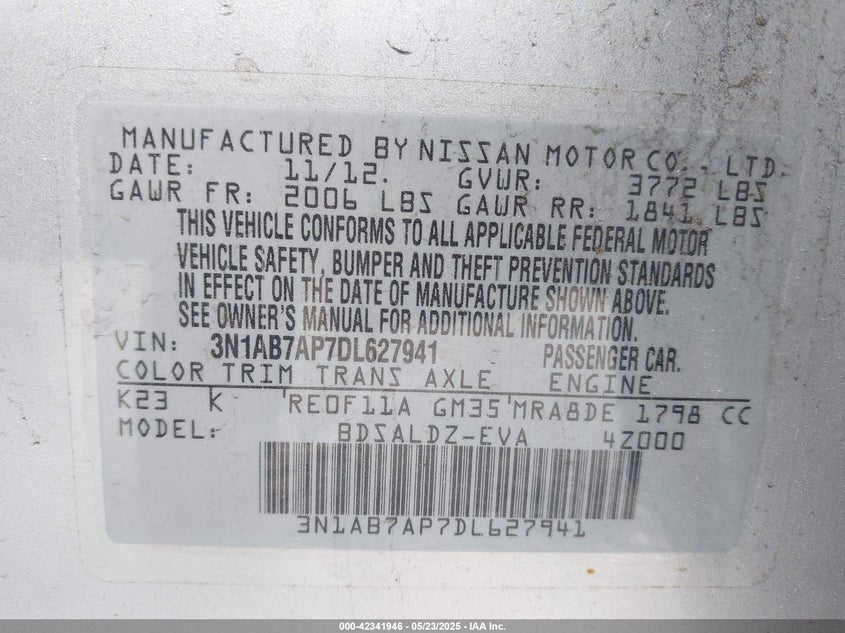 MANUFACTURED BY NISSAN MOTOR CO., LTD.
DATE: 11/12. GVWR: 3772 LBS
GAWR FR: 2006 LBS GAWR RR: 1841 LBS
THIS VEHICLE CONFORMS TO ALL APPLICABLE FEDERAL MOTOR
VEHICLE SAFETY, BUMPER AND THEFT PREVENTION STANDARDS
IN EFFECT ON THE DATE OF MANUFACTURE SHOWN ABOVE.
SEE OWNER'S MANUAL FOR ADDITIONAL INFORMATION.
VIN: 3N1AB7AP7DL627941 PASSENGER CAR.
COLOR TRIM TRANS AXLE ENGINE
K23 K RE0F11A GM35 MRA8DE 1798 CC
MODEL: BDSALDZ-EVA 4Z000
3N1AB7AP7DL627941
000-42341946 - 05/23/2025 - IAA Inc.